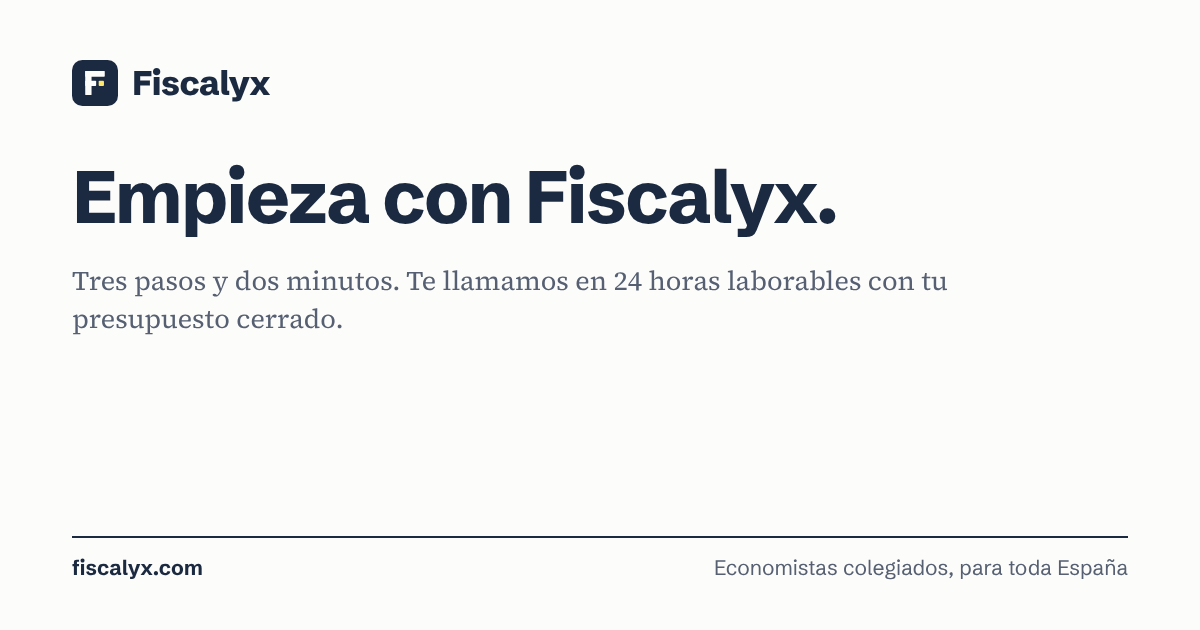 Fiscalyx
Empieza con Fiscalyx.
Tres pasos y dos minutos. Te llamamos en 24 horas laborables con tu
presupuesto cerrado.
fiscalyx.com
Economistas colegiados, para toda España